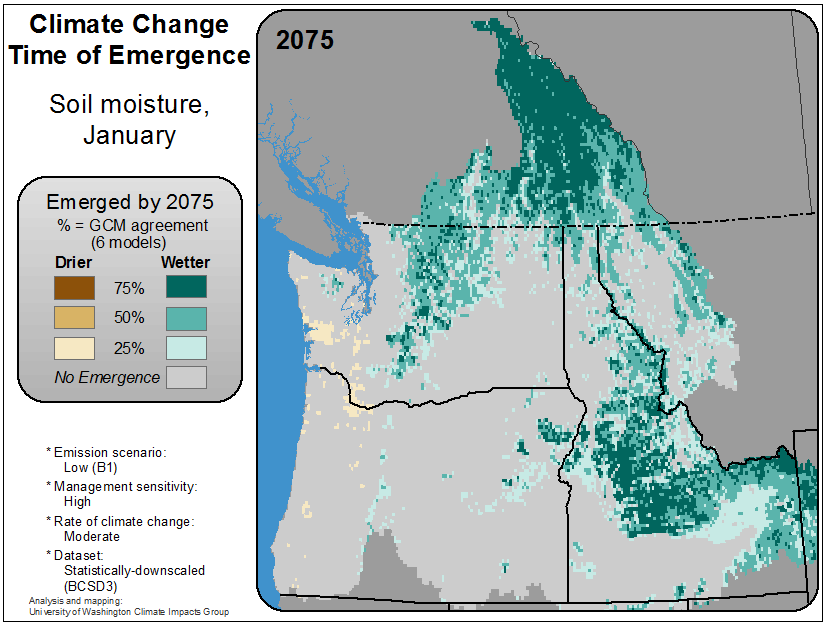 Climate Change
Time of Emergence
Soil moisture,
January
2075
Emerged by 2075
% = GCM agreement
(6 models)
Drier Wetter
75%
50%
25%
No Emergence
* Emission scenario:
Low (B1)
* Management sensitivity:
High
* Rate of climate change:
Moderate
* Dataset:
Statistically-downscaled
(BCSD3)
Analysis and mapping:
University of Washington Climate Impacts Group